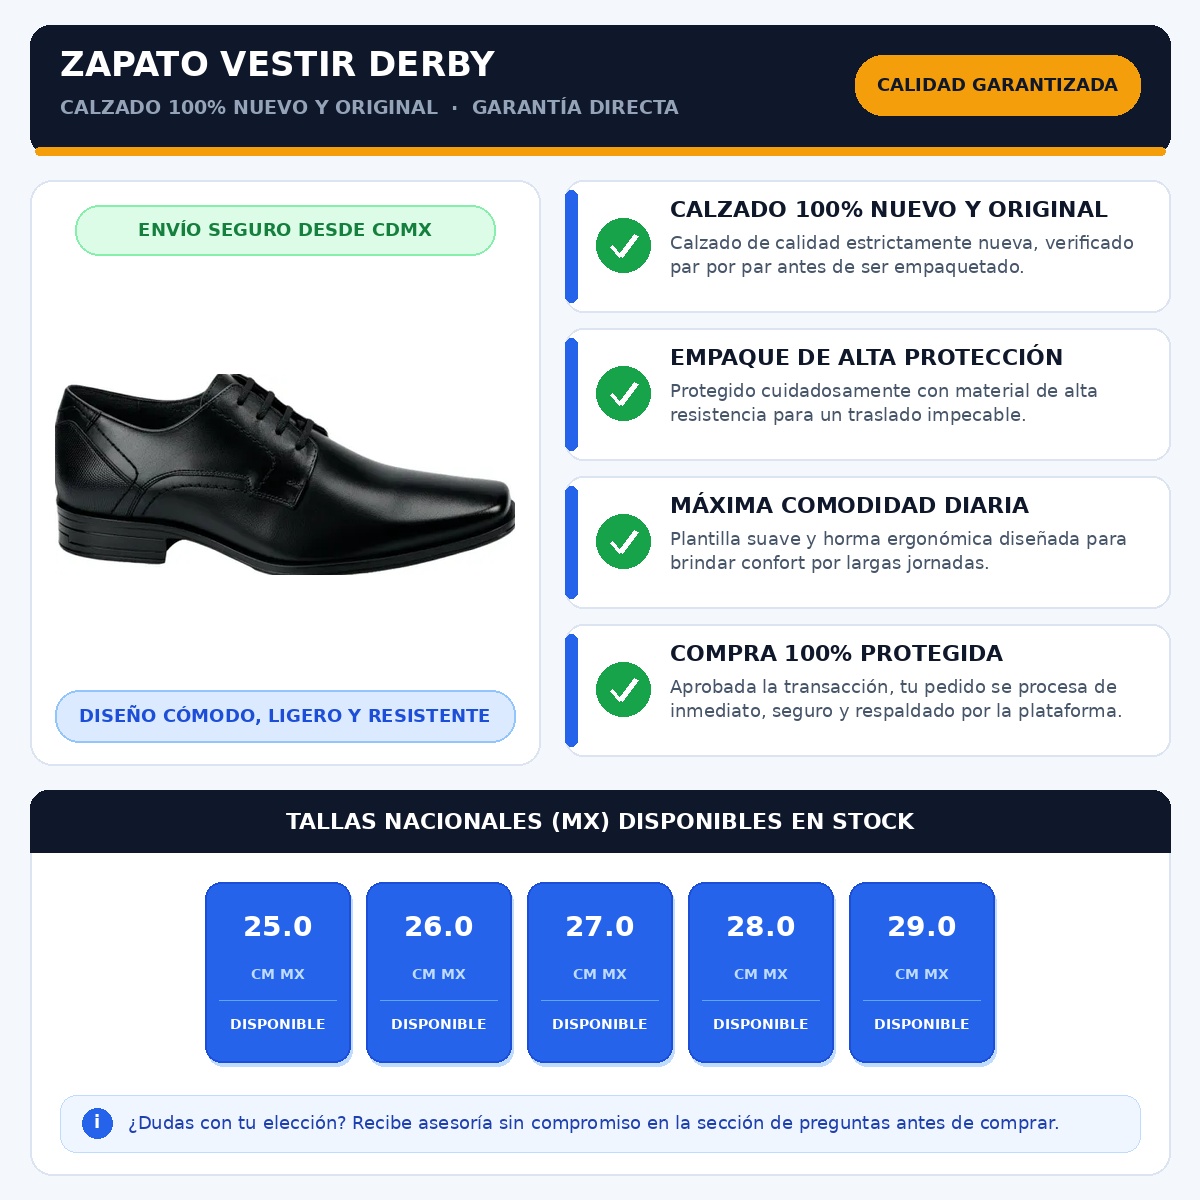 ZAPATO VESTIR DERBY
CALZADO 100% NUEVO Y ORIGINAL · GARANTÍA DIRECTA
CALIDAD GARANTIZADA
ENVÍO SEGURO DESDE CDMX
DISEÑO CÓMODO, LIGERO Y RESISTENTE
CALZADO 100% NUEVO Y ORIGINAL
Calzado de calidad estrictamente nueva, verificado
par por par antes de ser empaquetado.
EMPAQUE DE ALTA PROTECCIÓN
Protegido cuidadosamente con material de alta
resistencia para un traslado impecable.
MÁXIMA COMODIDAD DIARIA
Plantilla suave y horma ergonómica diseñada para
brindar confort por largas jornadas.
COMPRA 100% PROTEGIDA
Aprobada la transacción, tu pedido se procesa de
inmediato, seguro y respaldado por la plataforma.
TALLAS NACIONALES (MX) DISPONIBLES EN STOCK
25.0
CM MX
DISPONIBLE
26.0
CM MX
DISPONIBLE
27.0
CM MX
DISPONIBLE
28.0
CM MX
DISPONIBLE
29.0
CM MX
DISPONIBLE
i ¿Dudas con tu elección? Recibe asesoría sin compromiso en la sección de preguntas antes de comprar.